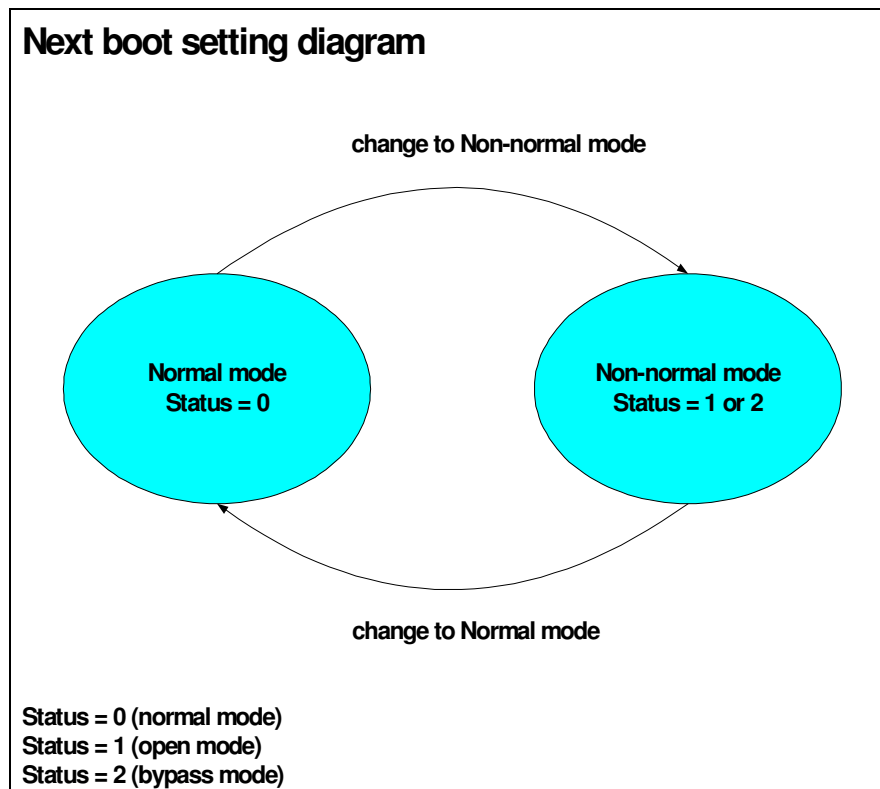 Next boot setting diagram
change to Non-normal mode
Normal mode
Status = 0
Non-normal mode
Status = 1 or 2
change to Normal mode
Status = 0 (normal mode)
Status = 1 (open mode)
Status = 2 (bypass mode)